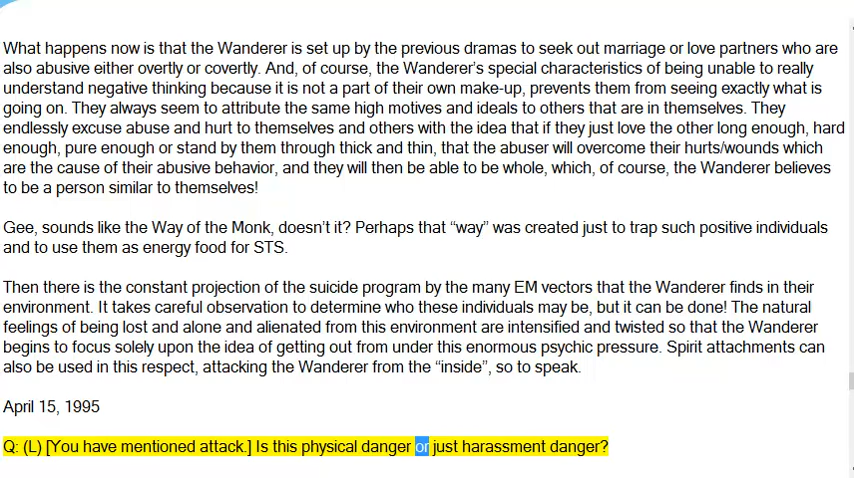 What happens now is that the Wanderer is set up by the previous dramas to seek out marriage or love partners who are
also abusive either overtly or covertly. And, of course, the Wanderer's special characteristics of being unable to really
understand negative thinking because it is not a part of their own make-up, prevents them from seeing exactly what is
going on. They always seem to attribute the same high motives and ideals to others that are in themselves. They
endlessly excuse abuse and hurt to themselves and others with the idea that if they just love the other long enough, hard
enough, pure enough or stand by them through thick and thin, that the abuser will overcome their hurts/wounds which
are the cause of their abusive behavior, and they will then be able to be whole, which, of course, the Wanderer believes
to be a person similar to themselves!
Gee, sounds like the Way of the Monk, doesn't it? Perhaps that “way” was created just to trap such positive individuals
and to use them as energy food for STS.
Then there is the constant projection of the suicide program by the many EM vectors that the Wanderer finds in their
environment. It takes careful observation to determine who these individuals may be, but it can be done! The natural
feelings of being lost and alone and alienated from this environment are intensified and twisted so that the Wanderer
begins to focus solely upon the idea of getting out from under this enormous psychic pressure. Spirit attachments can
also be used in this respect, attacking the Wanderer from the “inside”, so to speak.
April 15, 1995
Q: (L) [You have mentioned attack.] Is this physical danger or just harassment danger?